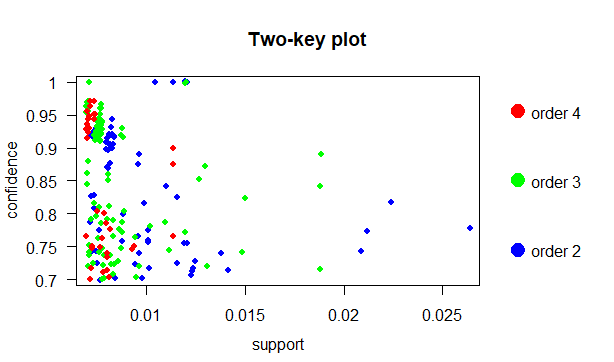 Two-key plot
1
0.95
0.9
0.85
0.8
0.75
0.7
confidence
0.01
0.015
0.02
0.025
support
order 4
order 3
order 2